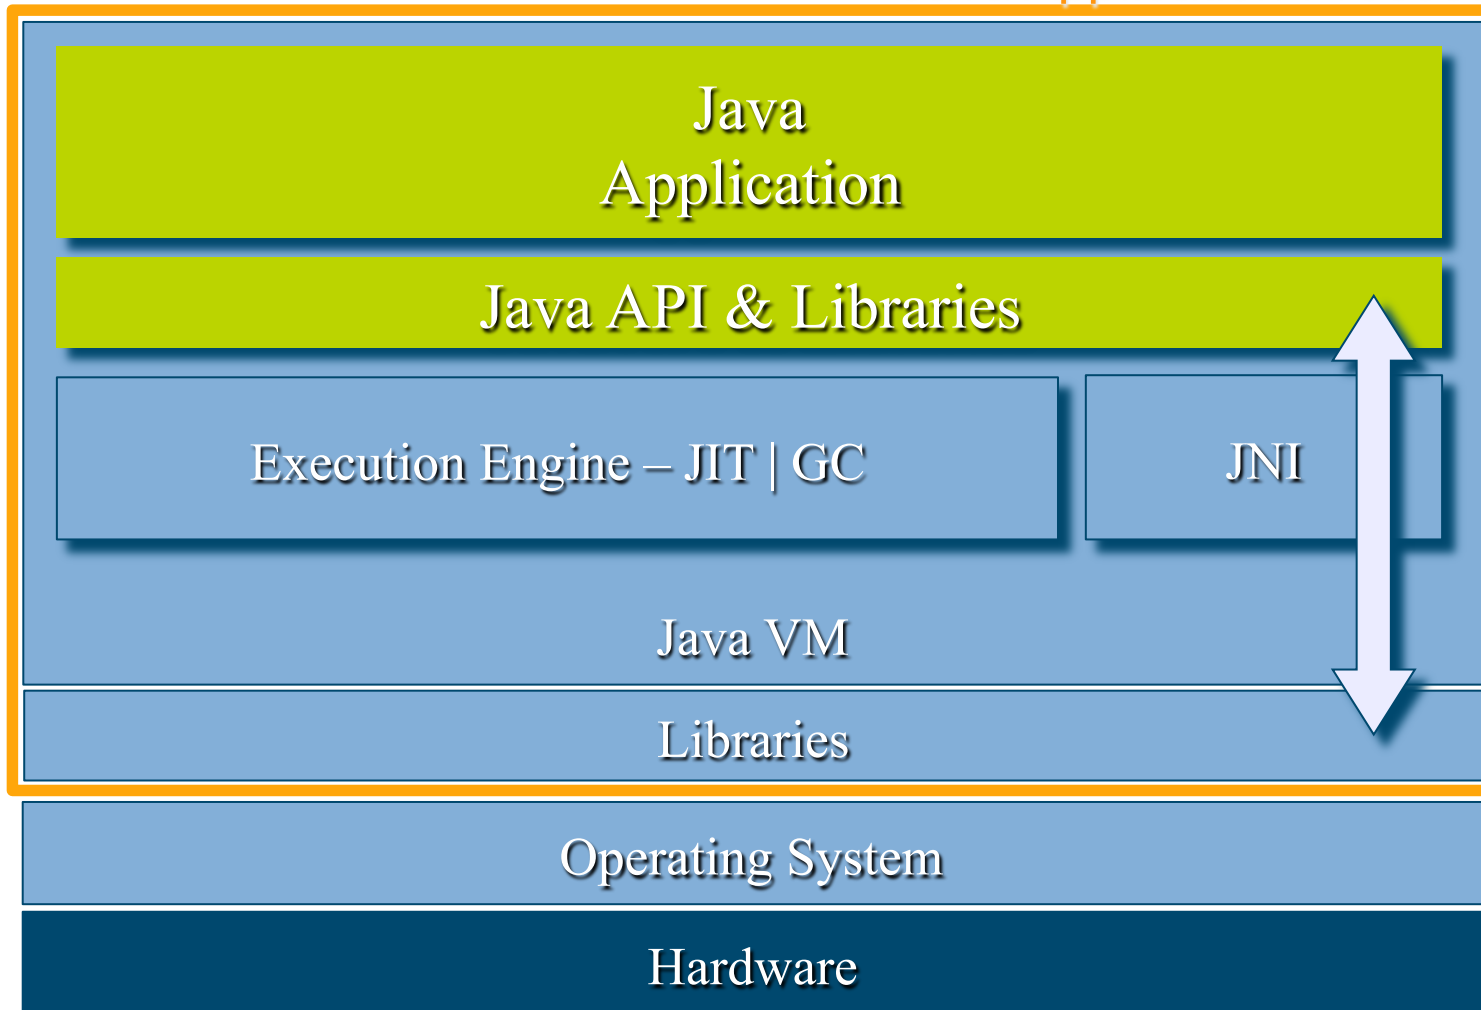 Java
Application
Java API & Libraries
Execution Engine – JIT | GC
JNI
Java VM
Libraries
Operating System
Hardware